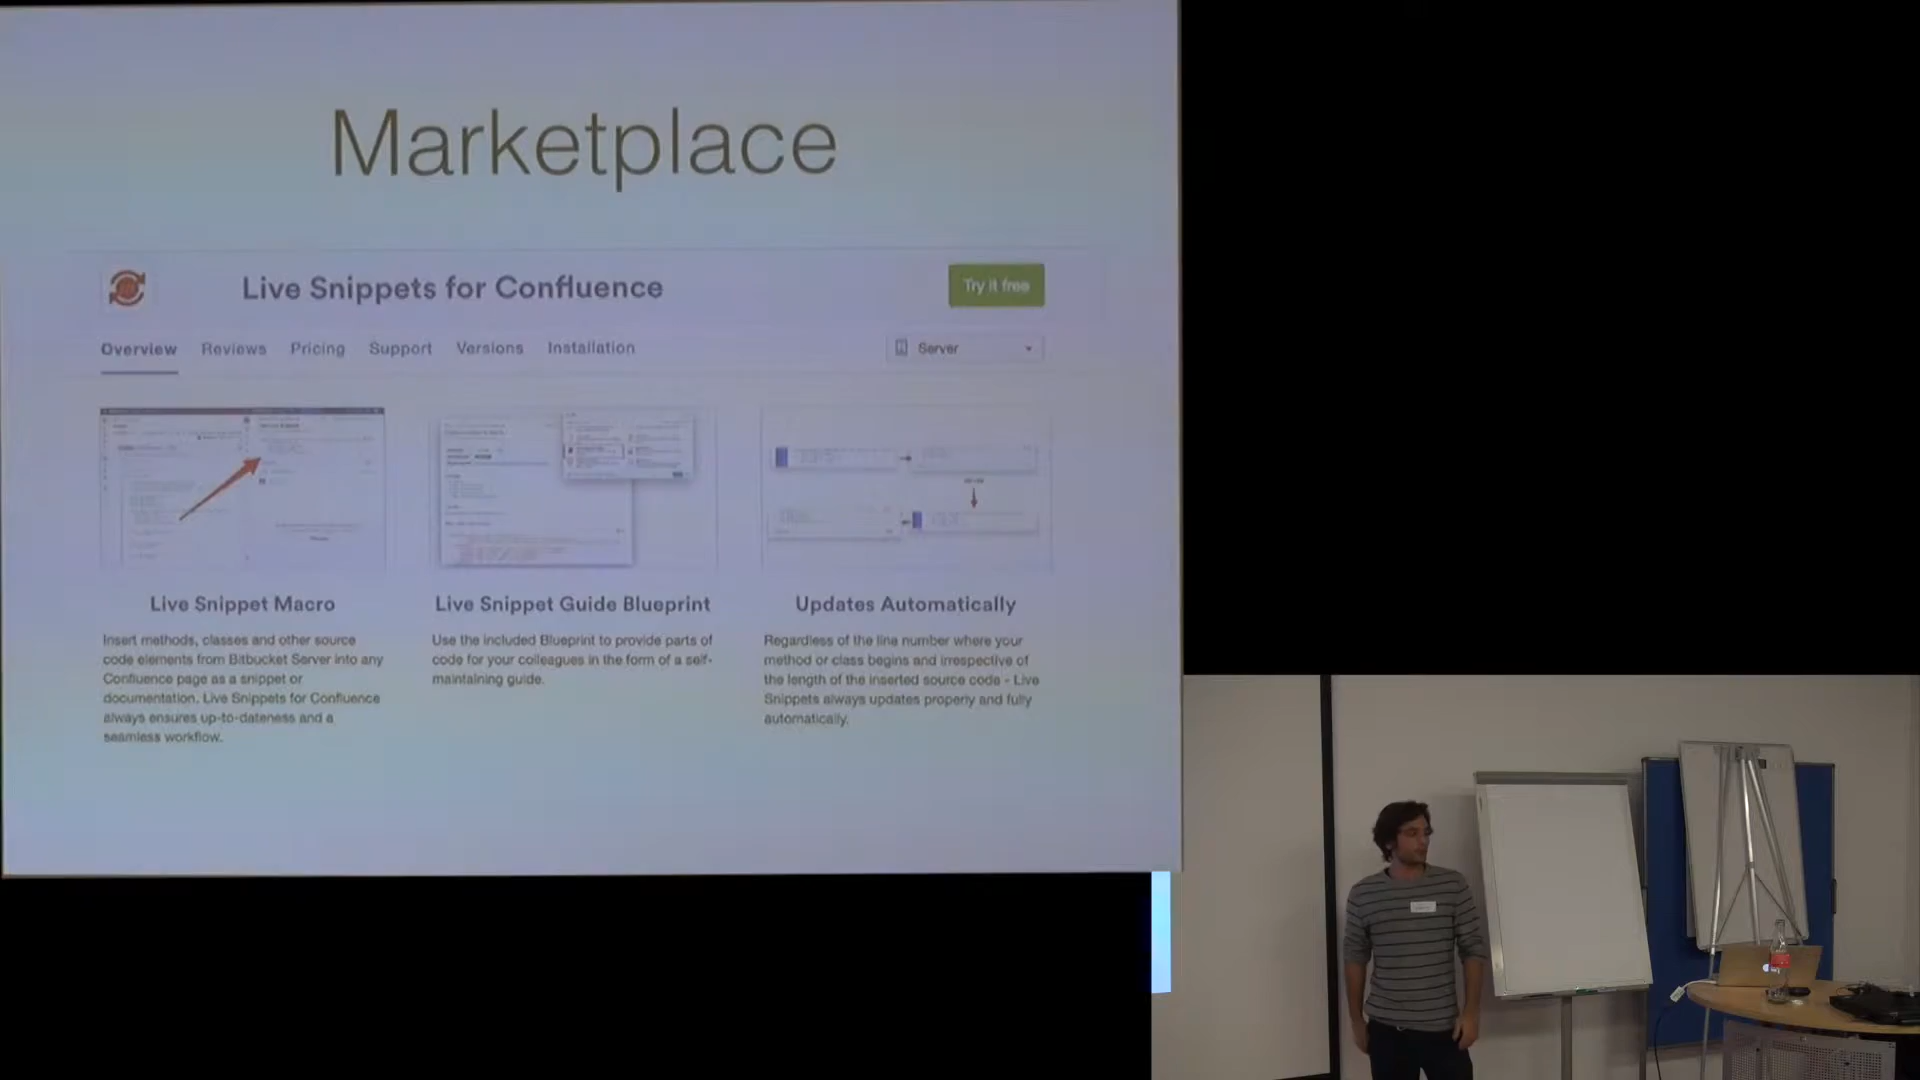 Marketplace
Live Snippets for Confluence
Try it free
Overview Reviews Pricing Support Versions Installation
Server
Live Snippet Macro
Insert methods, classes and other source
code elements from Bitbucket Server into any
Confluence page as a snippet or
documentation. Live Snippets for Confluence
always ensures up-to-dateness and a
seamless workflow.
Live Snippet Guide Blueprint
Use the included Blueprint to provide parts of
code for your colleagues in the form of a self-
maintaining guide.
Updates Automatically
Regardless of the line number where your
method or class begins and irrespective of
the length of the inserted source code - Live
Snippets always updates properly and fully
automatically.